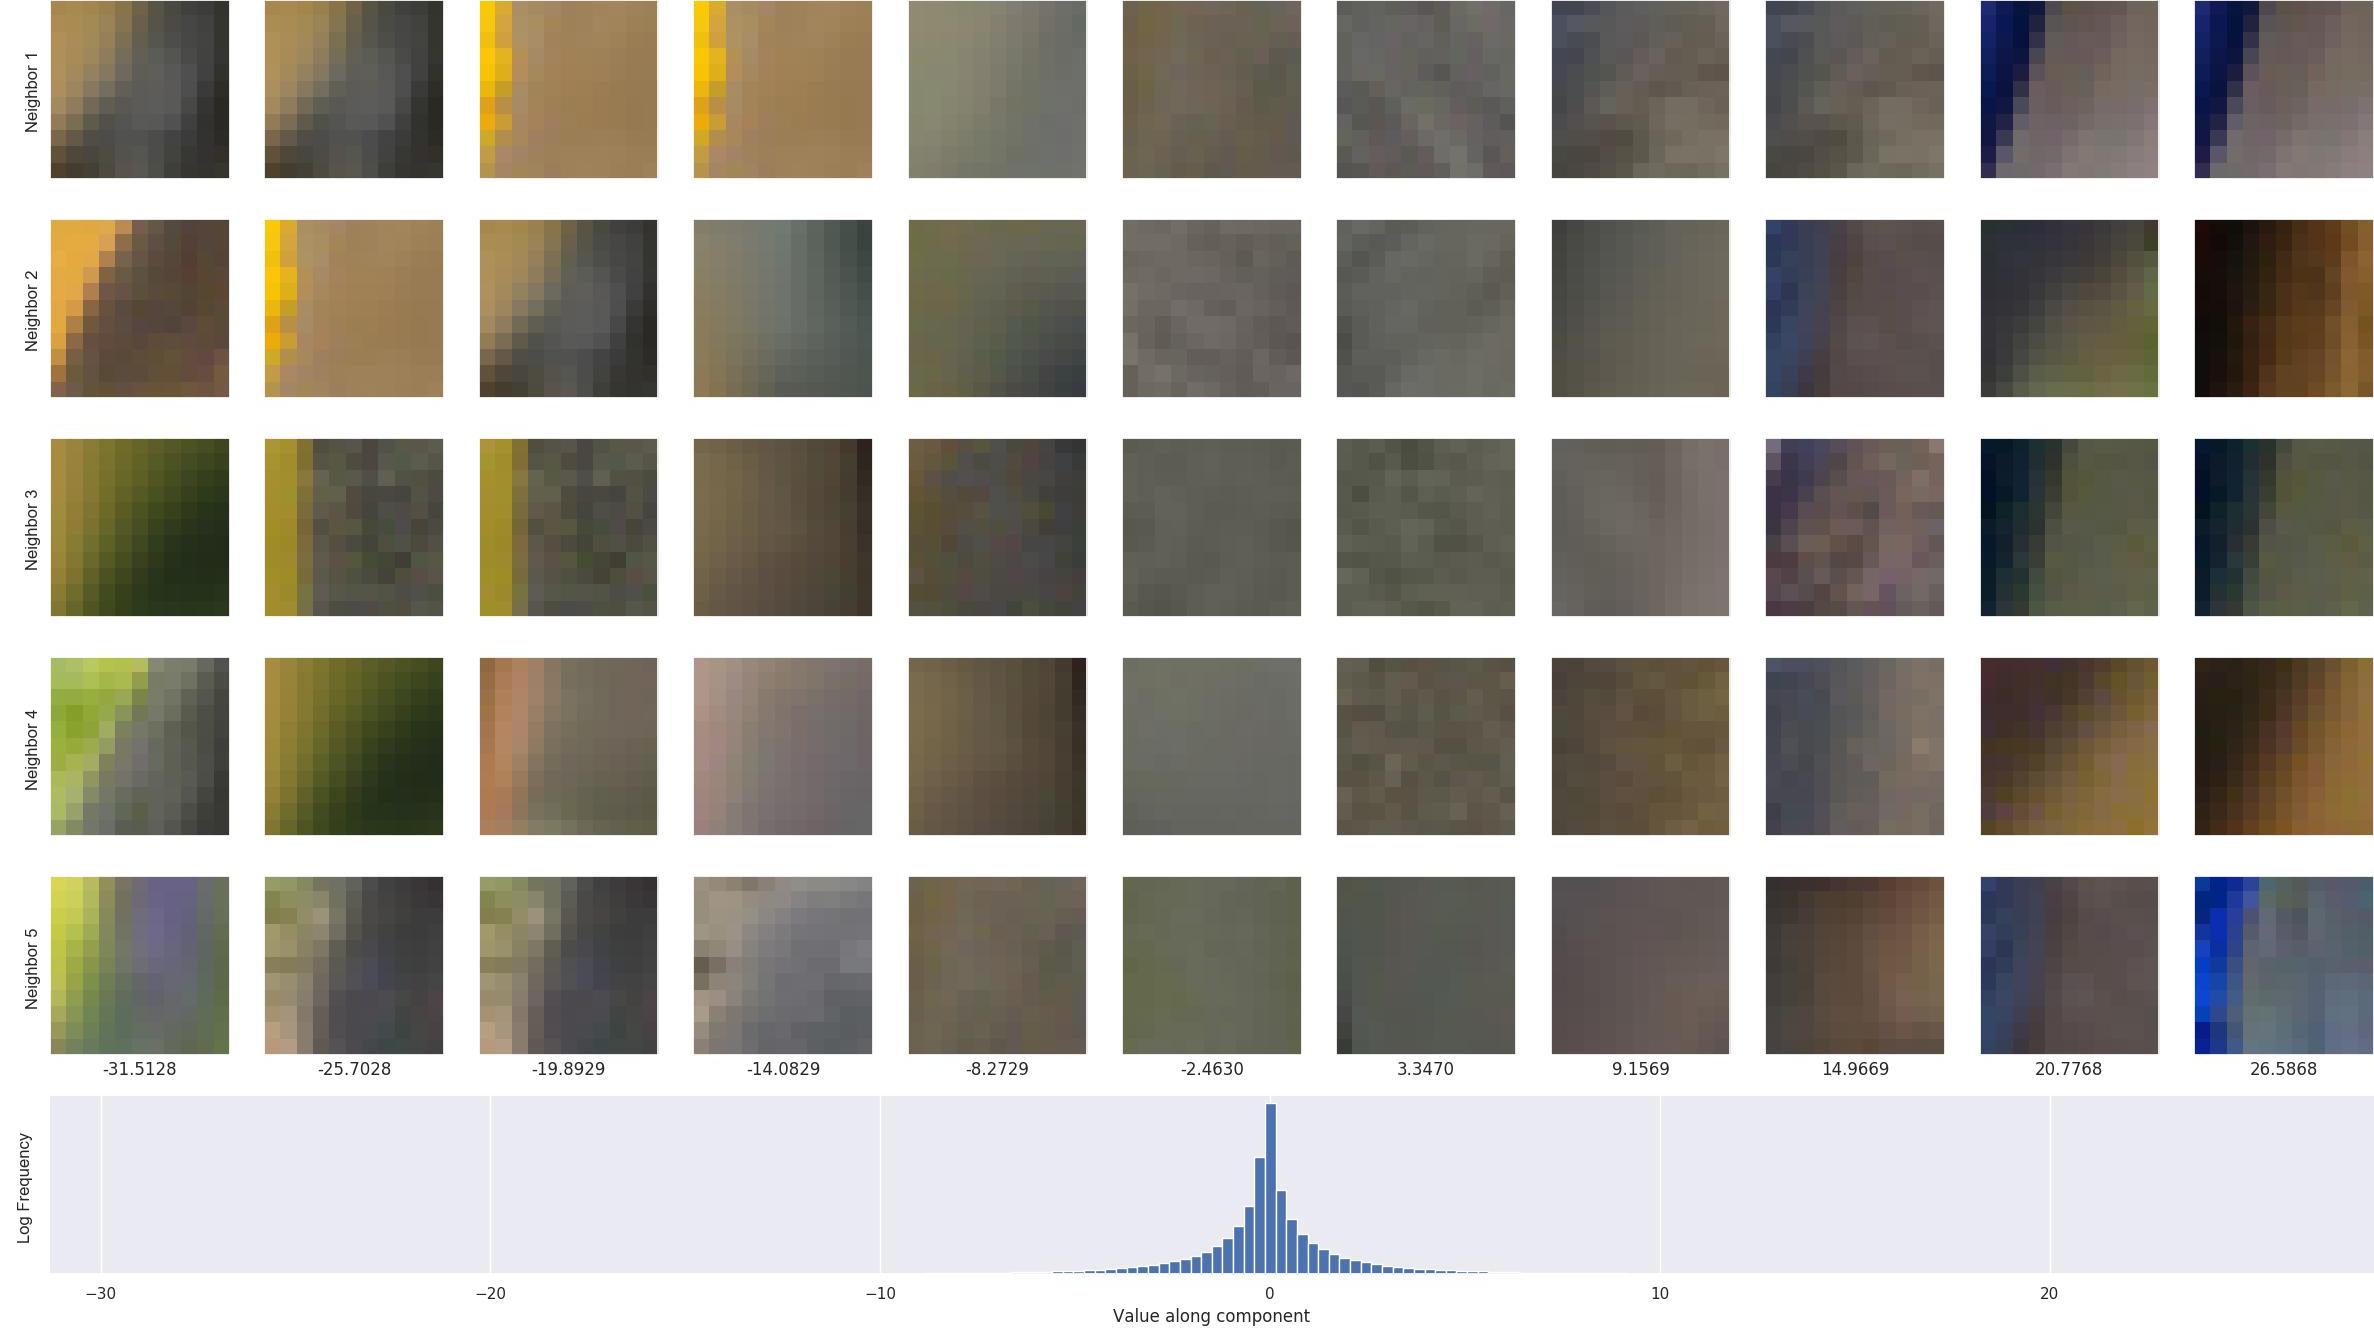 Neighbor 1
Neighbor 2
Neighbor 3
Neighbor 4
Neighbor 5
-31.5128 -25.7028 -19.8929 -14.0829 -8.2729 -2.4630 3.3470 9.1569 14.9669 20.7768 26.5868
Log Frequency
−30 −20 −10 0 10 20
Value along component